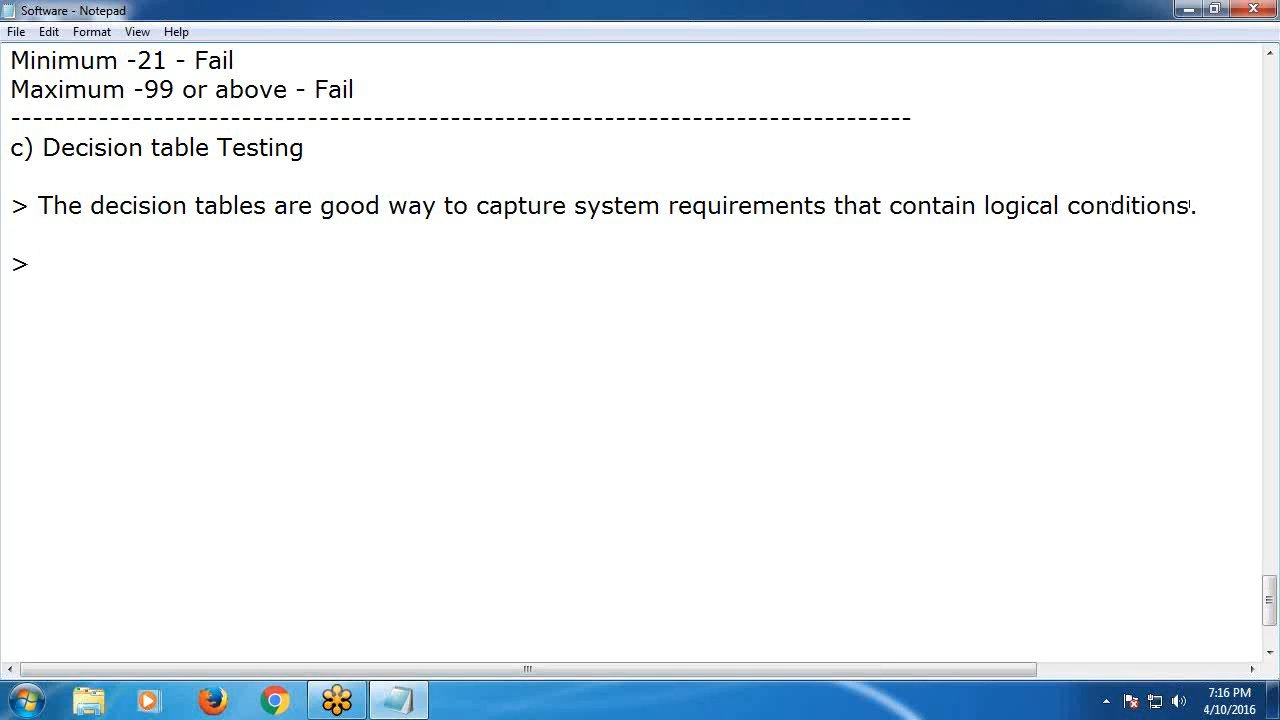 Software - Notepad
File Edit Format View Help
Minimum -21 - Fail
Maximum -99 or above - Fail
-----------------------------------------------------------------------------------
c) Decision table Testing
> The decision tables are good way to capture system requirements that contain logical conditions.
>
7:16 PM
4/10/2016